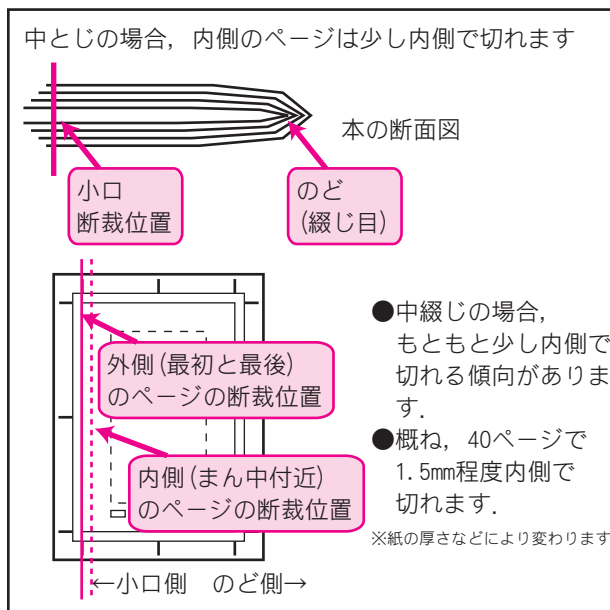 中とじの場合，内側のページは少し内側で切れます
本の断面図
小口
断裁位置
のど
(綴じ目)
外側(最初と最後)
のページの断裁位置
内側(まん中付近)
のページの断裁位置
←小口側　のど側→
●中綴じの場合，
もともと少し内側で
切れる傾向がありま
す．
●概ね，40ページで
1.5㎜程度内側で
切れます．
※紙の厚さなどにより変わります